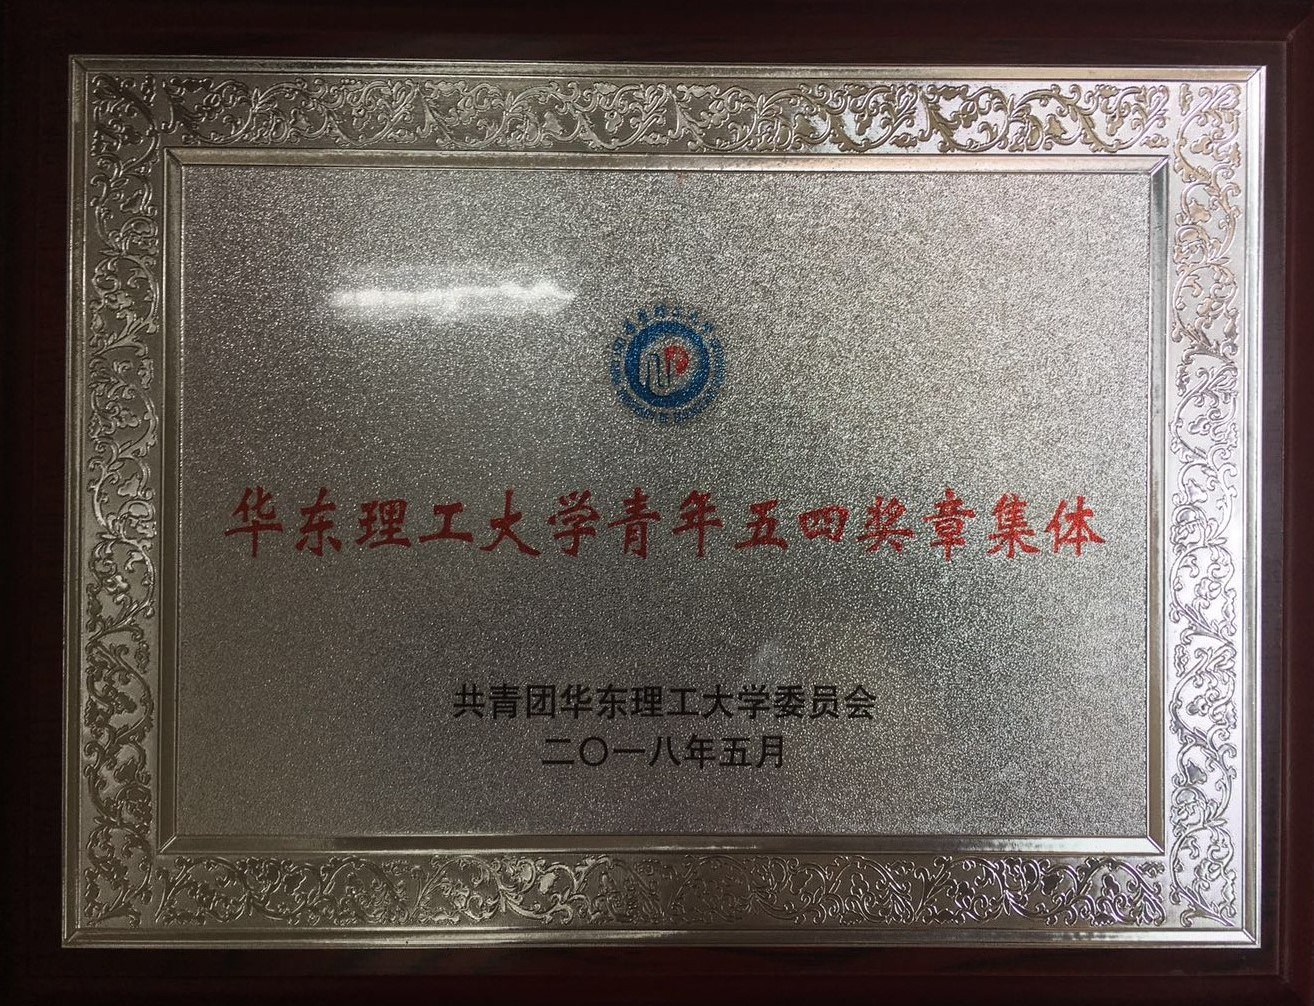 华东理工大学青年五四奖章集体
共青团华东理工大学委员会
二〇一八年五月